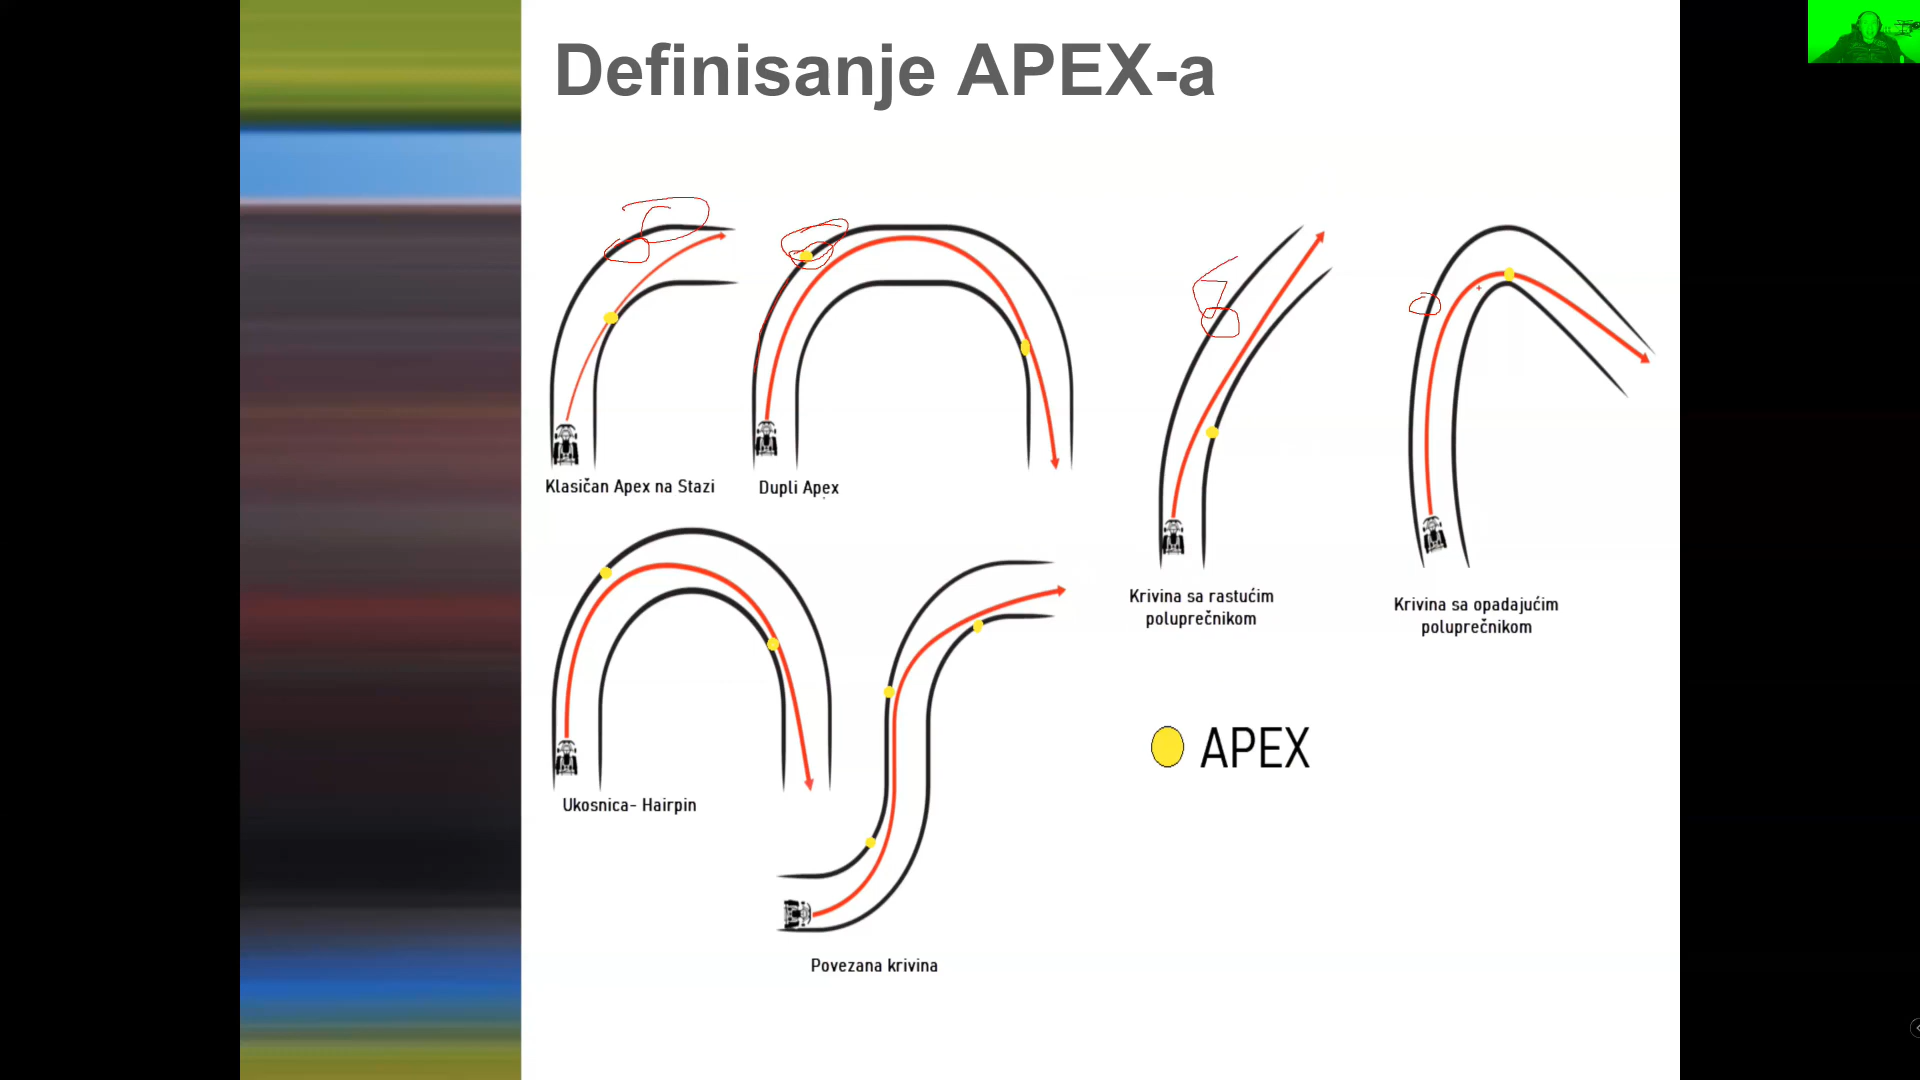 Definisanje APEX-a
Klasičan Apex na Stazi
Dupli Apex
Krivina sa rastućim
poluprečnikom
Krivina sa opadajućim
poluprečnikom
APEX
Ukosnica- Hairpin
Povezana krivina